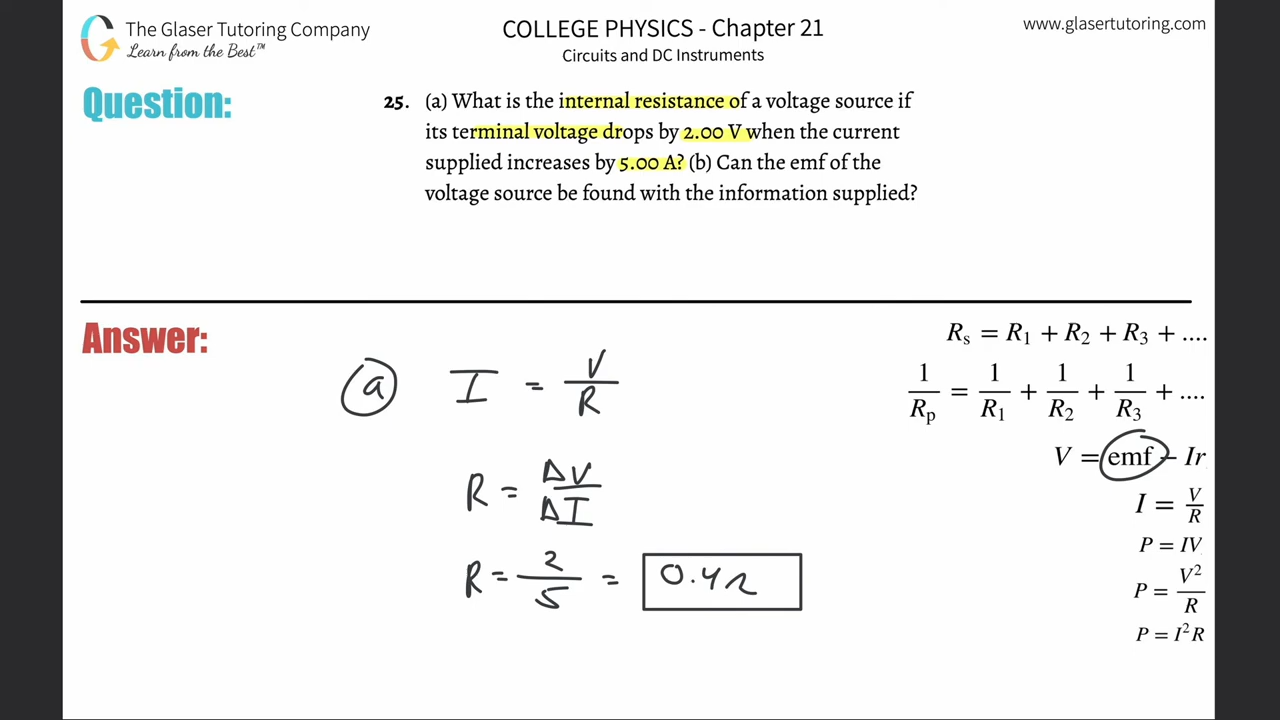 The Glaser Tutoring Company
Learn from the Best™
COLLEGE PHYSICS - Chapter 21
Circuits and DC Instruments
www.glasertutoring.com
Question:
25. (a) What is the internal resistance of a voltage source if
its terminal voltage drops by 2.00 V when the current
supplied increases by 5.00 A? (b) Can the emf of the
voltage source be found with the information supplied?
Answer:
(a) I = V/R
R = ΔV/ΔI
R = 2/5 = 0.4Ω
Rs = R1 + R2 + R3 + ....
1/Rp = 1/R1 + 1/R2 + 1/R3 + ....
V = emf − Ir
I = V/R
P = IV
P = V²/R
P = I²R